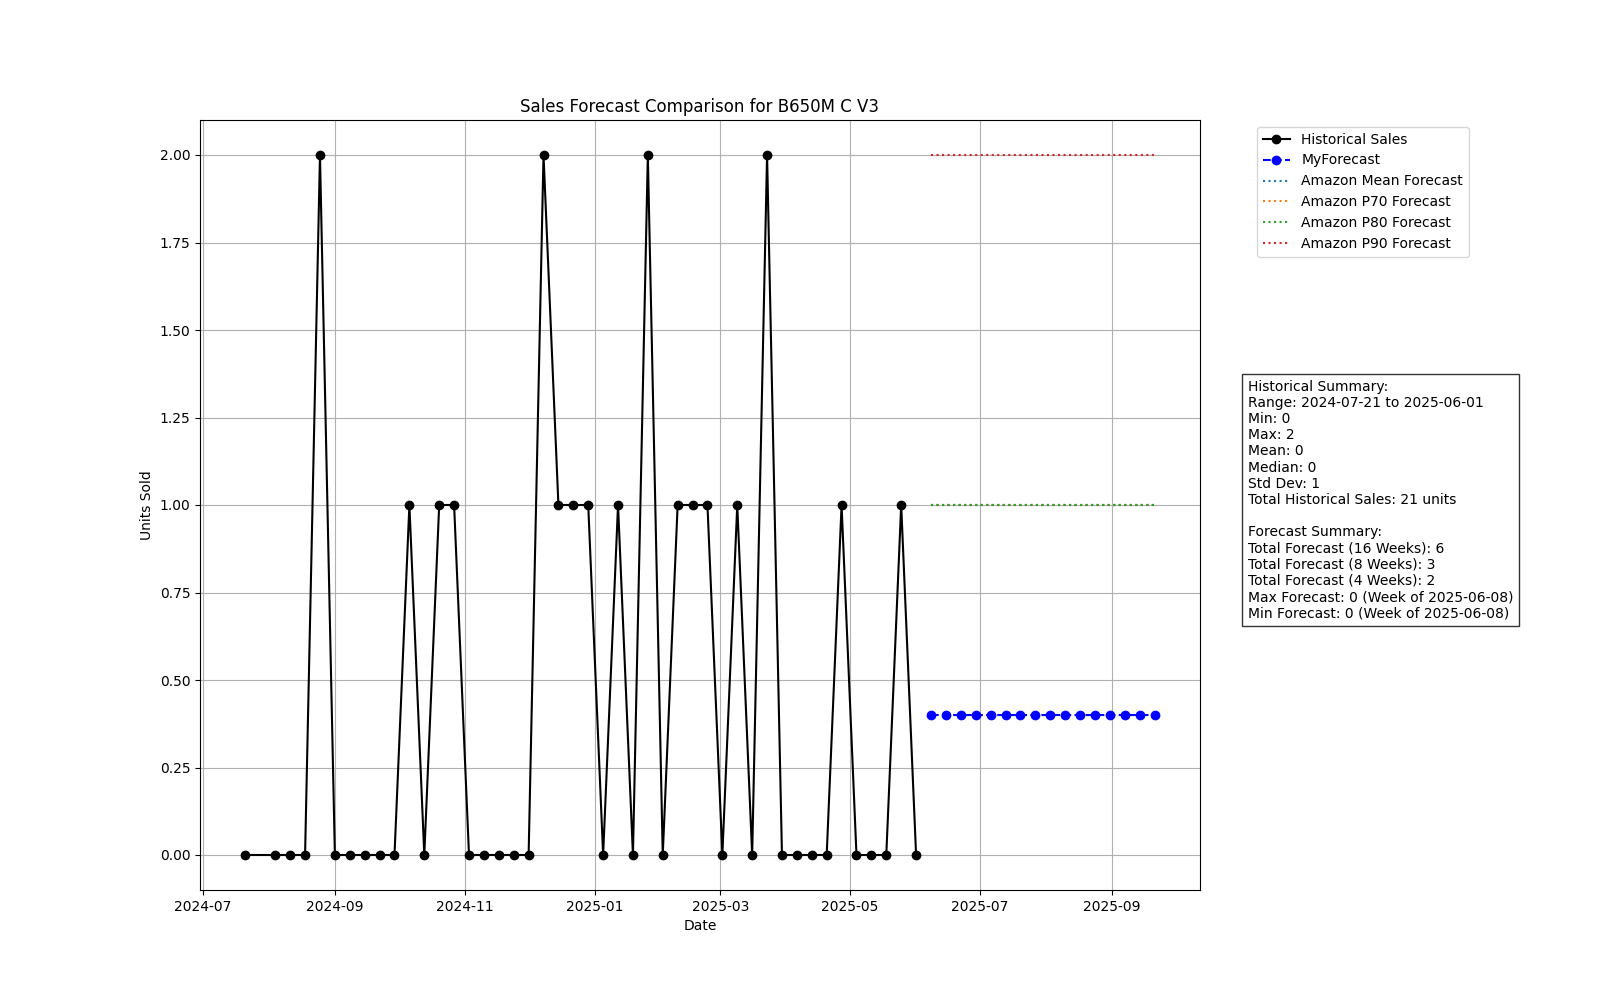 Sales Forecast Comparison for B650M C V3
Historical Sales
MyForecast
Amazon Mean Forecast
Amazon P70 Forecast
Amazon P80 Forecast
Amazon P90 Forecast
2.00
1.75
1.50
1.25
1.00
0.75
0.50
0.25
0.00
Units Sold
2024-07
2024-09
2024-11
2025-01
2025-03
2025-05
2025-07
2025-09
Date
Historical Summary:
Range: 2024-07-21 to 2025-06-01
Min: 0
Max: 2
Mean: 0
Median: 0
Std Dev: 1
Total Historical Sales: 21 units
Forecast Summary:
Total Forecast (16 Weeks): 6
Total Forecast (8 Weeks): 3
Total Forecast (4 Weeks): 2
Max Forecast: 0 (Week of 2025-06-08)
Min Forecast: 0 (Week of 2025-06-08)